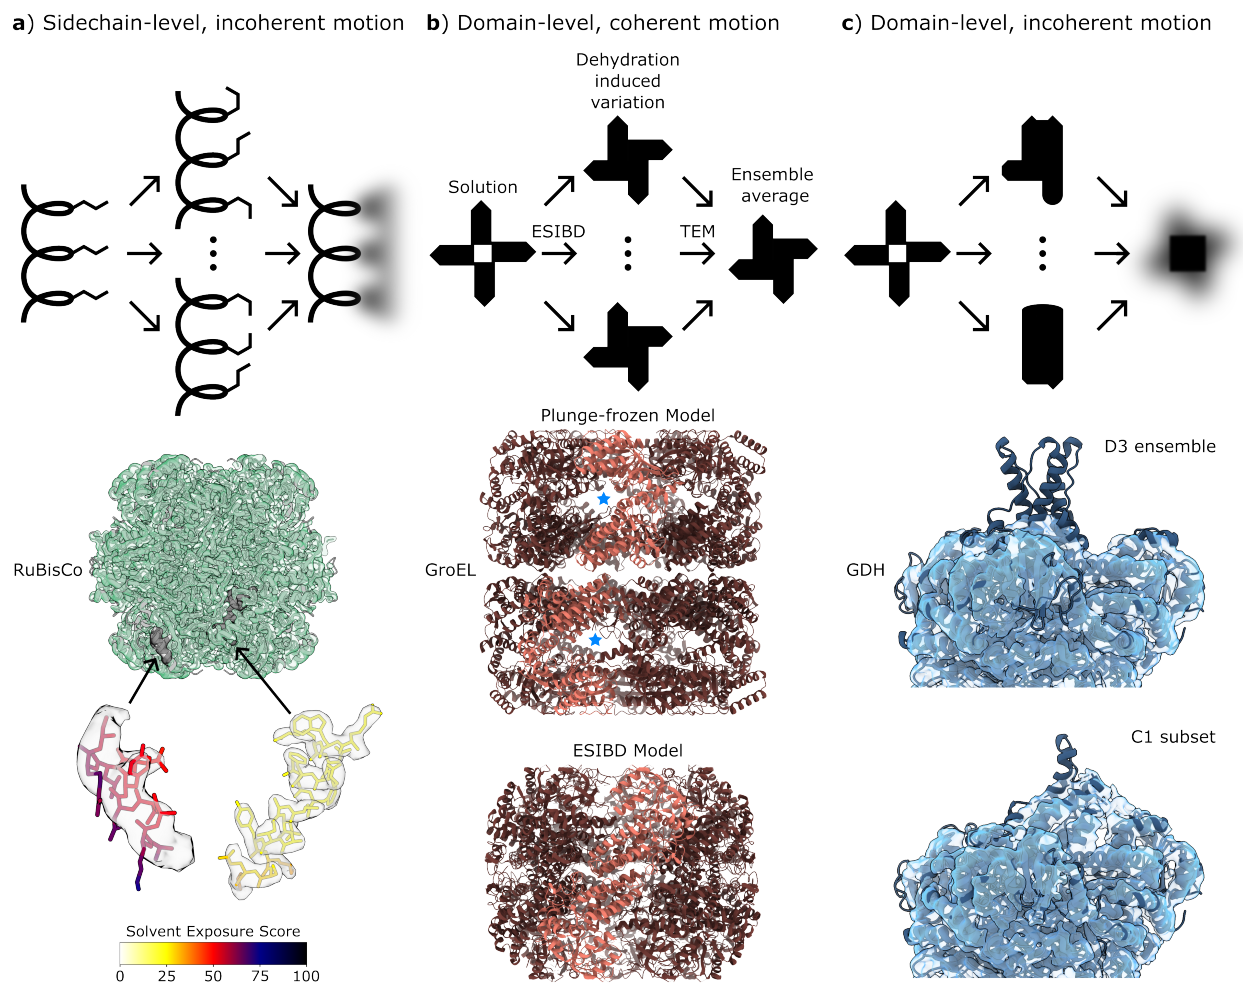 a) Sidechain-level, incoherent motion
b) Domain-level, coherent motion
c) Domain-level, incoherent motion
Dehydration
induced
variation
Solution
ESIBD
TEM
Ensemble
average
RuBisCo
Solvent Exposure Score
0 25 50 75 100
Plunge-frozen Model
GroEL
ESIBD Model
D3 ensemble
GDH
C1 subset